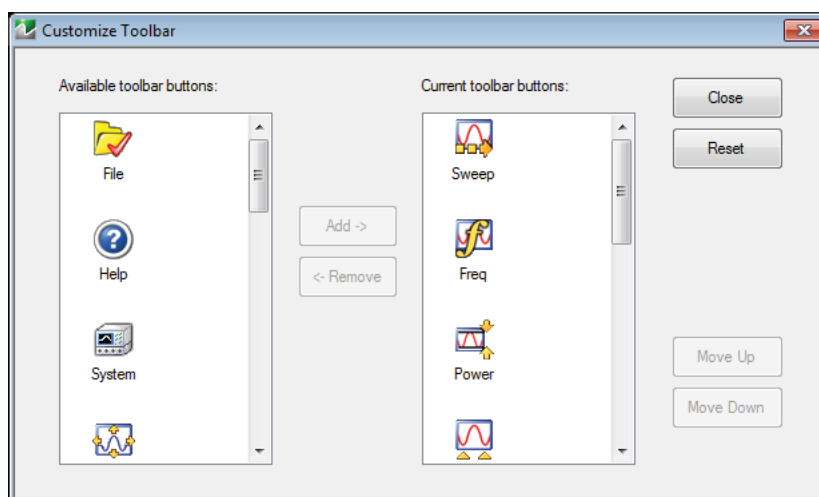 Customize Toolbar
Available toolbar buttons:
File
Help
System
Add ->
<- Remove
Current toolbar buttons:
Sweep
Freq
Power
Close
Reset
Move Up
Move Down